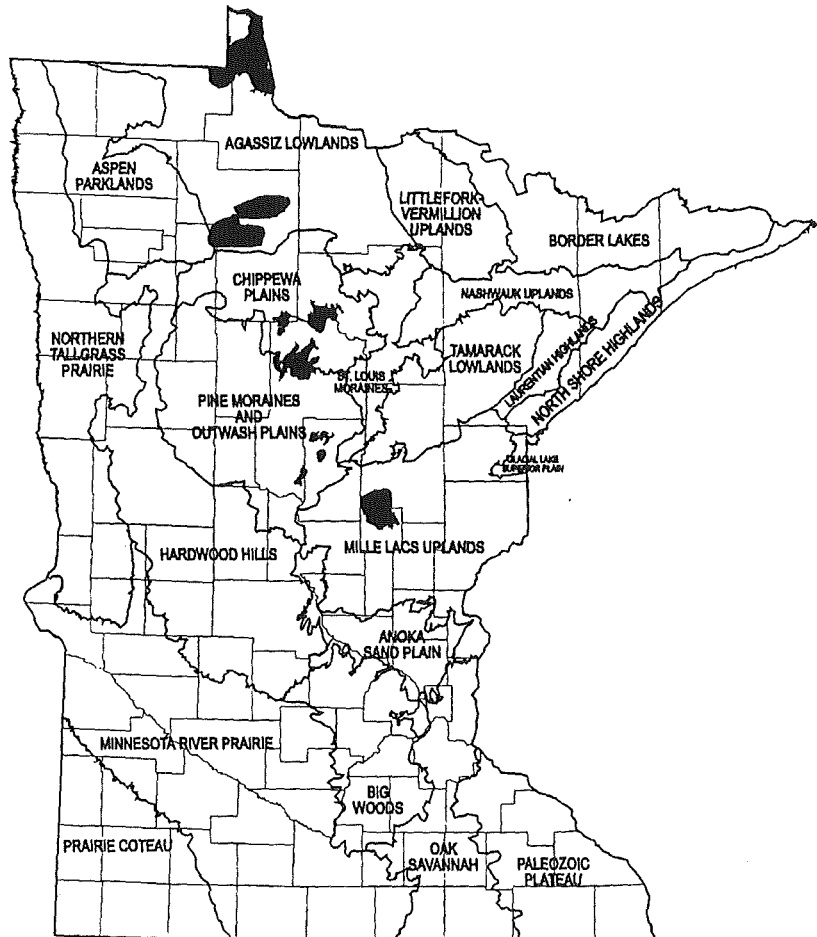 AGASSIZ LOWLANDS
ASPEN
PARKLANDS
LITTLEFORK-
VERMILLION
UPLANDS
BORDER LAKES
CHIPPEWA
PLAINS
NASHWAUK UPLANDS
NORTHERN
TALLGRASS
PRAIRIE
TAMARACK
LOWLANDS
LAURENTIAN HIGHLANDS
NORTH SHORE HIGHLANDS
ST. LOUIS
MORAINES
PINE MORAINES
AND
OUTWASH PLAINS
GLACIAL LAKE
SUPERIOR PLAIN
HARDWOOD HILLS
MILLE LACS UPLANDS
ANOKA
SAND PLAIN
MINNESOTA RIVER PRAIRIE
BIG
WOODS
PRAIRIE COTEAU
OAK
SAVANNAH
PALEOZOIC
PLATEAU